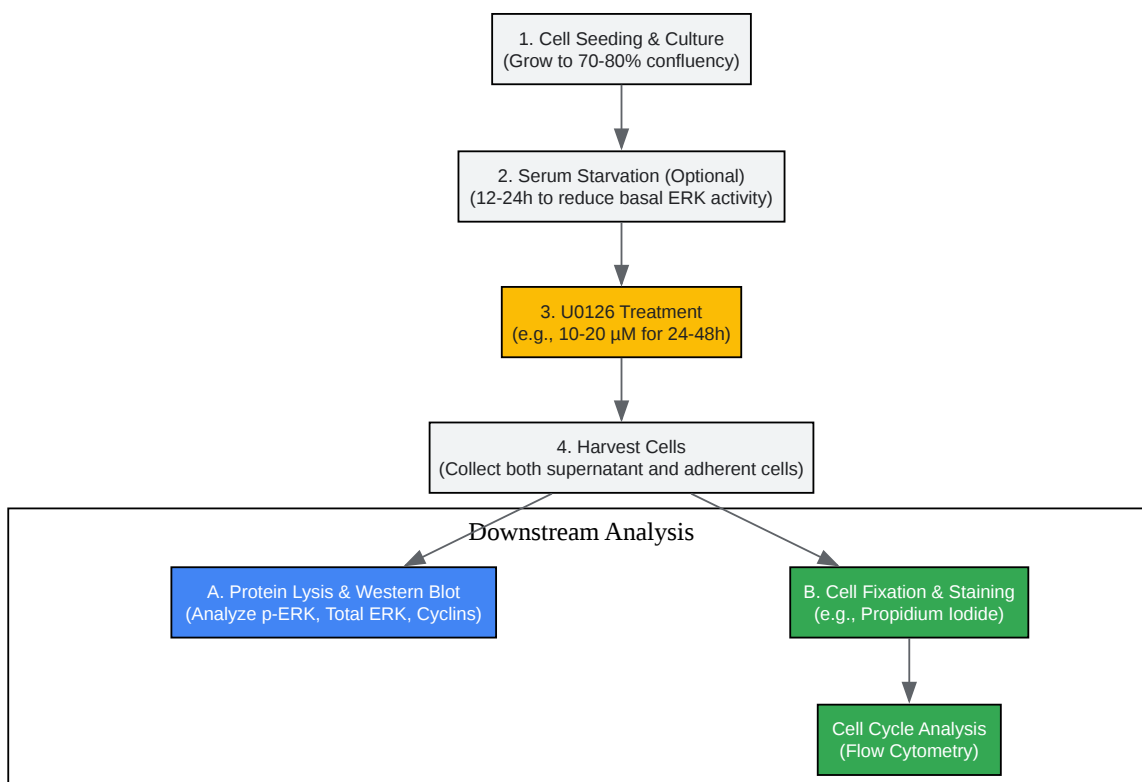 1. Cell Seeding & Culture
(Grow to 70-80% confluency)
2. Serum Starvation (Optional)
(12-24h to reduce basal ERK activity)
3. U0126 Treatment
(e.g., 10-20 µM for 24-48h)
4. Harvest Cells
(Collect both supernatant and adherent cells)
Downstream Analysis
A. Protein Lysis & Western Blot
(Analyze p-ERK, Total ERK, Cyclins)
B. Cell Fixation & Staining
(e.g., Propidium Iodide)
Cell Cycle Analysis
(Flow Cytometry)